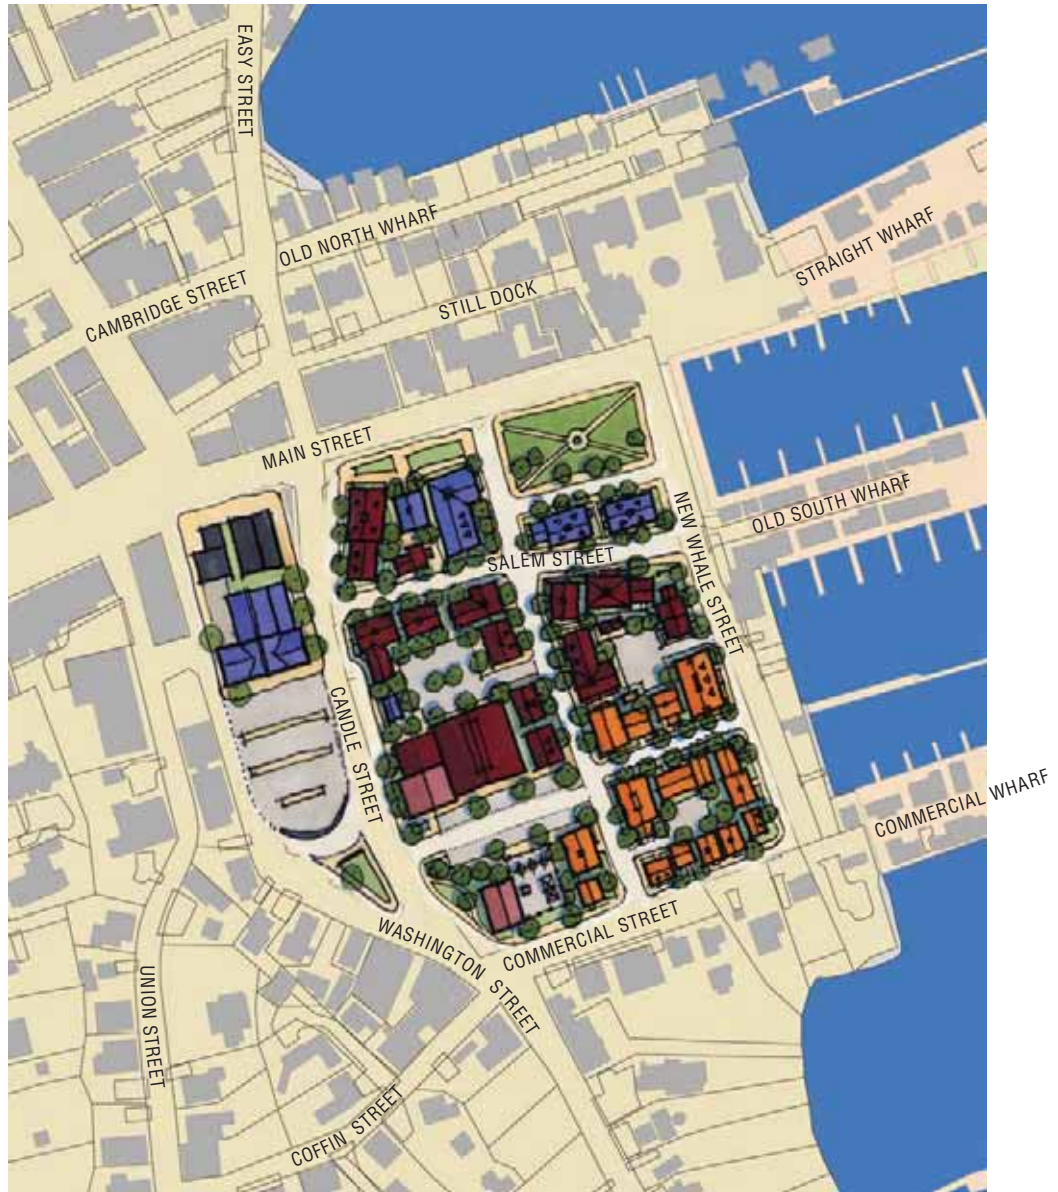 EASY STREET
OLD NORTH WHARF
STRAIGHT WHARF
CAMBRIDGE STREET
STILL DOCK
MAIN STREET
OLD SOUTH WHARF
NEW WHALE STREET
SALEM STREET
CANDLE STREET
COMMERCIAL WHARF
COMMERCIAL STREET
WASHINGTON STREET
UNION STREET
COFFIN STREET